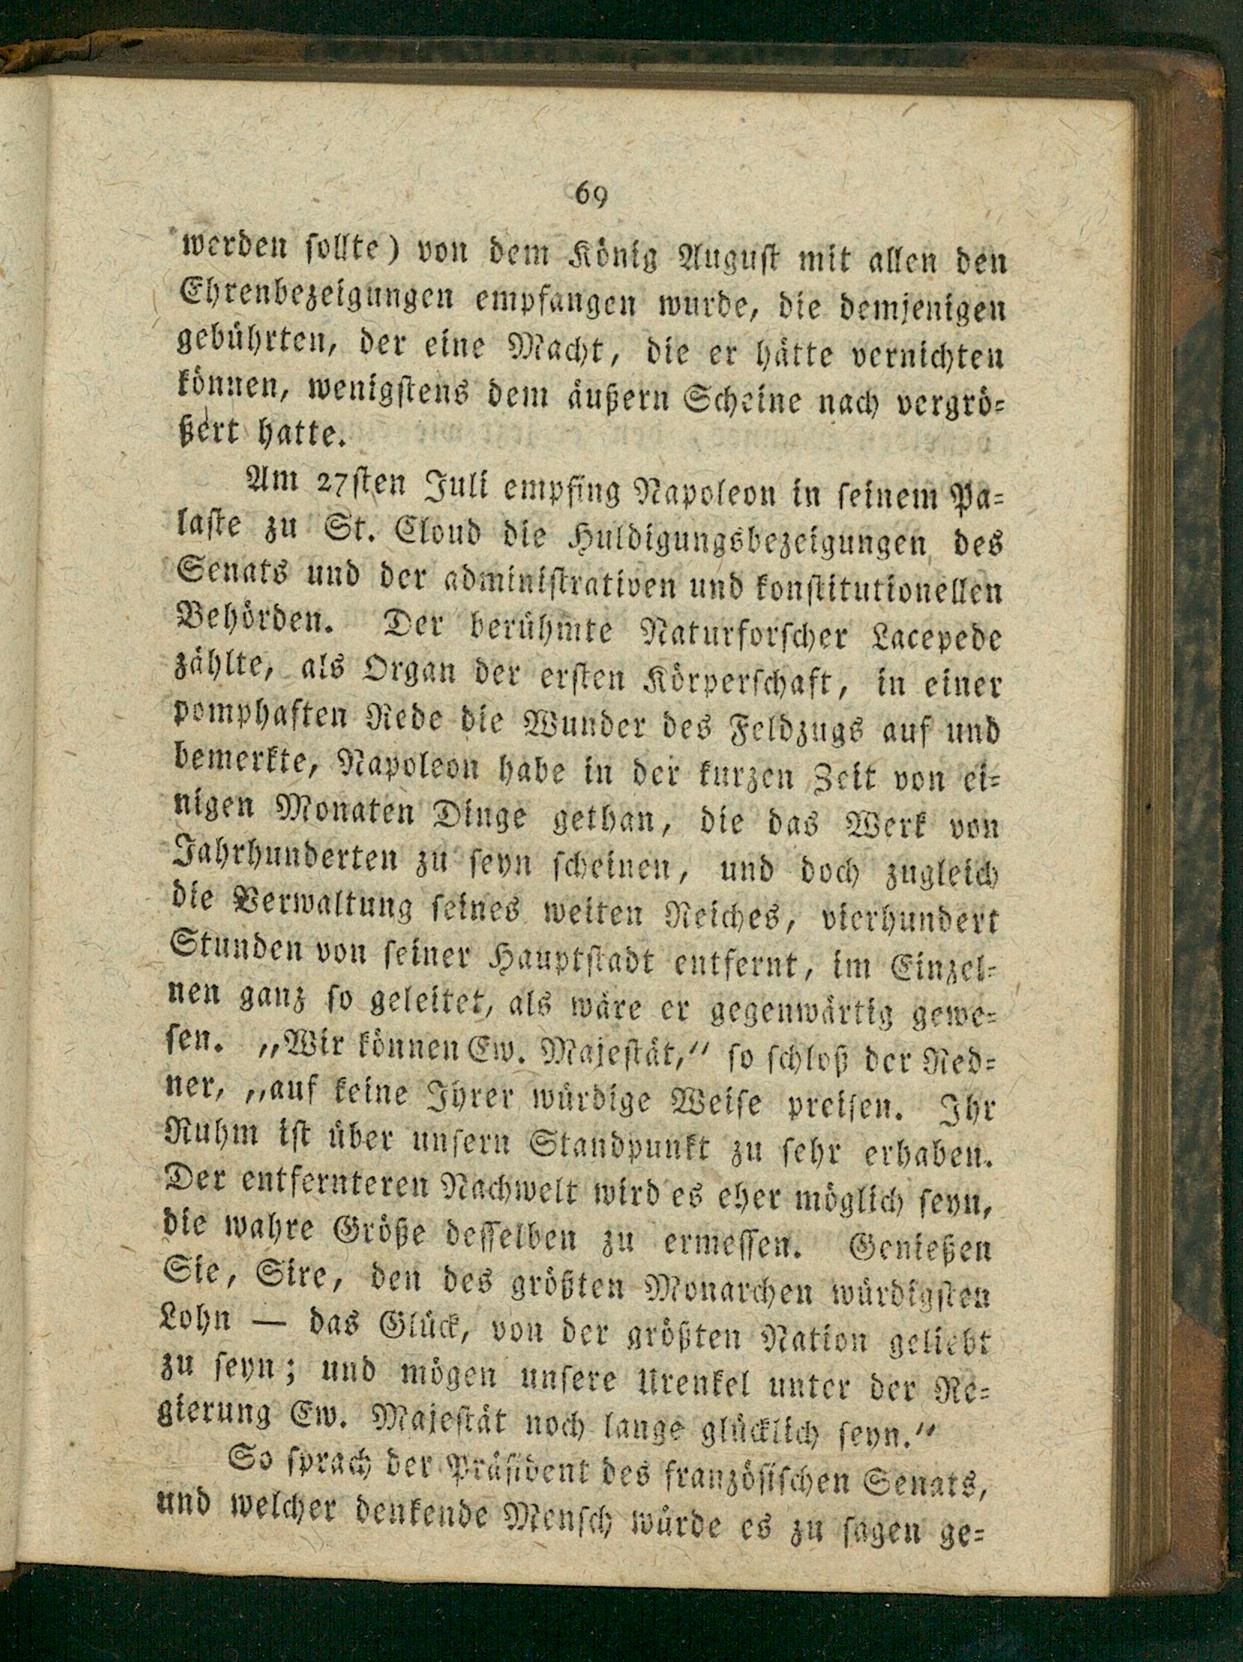 69
werden sollte) von dem König August mit allen den
Ehrenbezeigungen empfangen wurde, die demjenigen
gebührten, der eine Macht, die er hätte vernichten
können, wenigstens dem äußern Scheine nach vergrö-
ßert hatte.
Am 27sten Juli empfing Napoleon in seinem Pa-
laste zu St. Cloud die Huldigungsbezeigungen des
Senats und der administrativen und konstitutionellen
Behörden. Der berühmte Naturforscher Lacepede
zählte, als Organ der ersten Körperschaft, in einer
pomphaften Rede die Wunder des Feldzugs auf und
bemerkte, Napoleon habe in der kurzen Zeit von ei-
nigen Monaten Dinge gethan, die das Werk von
Jahrhunderten zu seyn scheinen, und doch zugleich
die Verwaltung seines weiten Reiches, vierhundert
Stunden von seiner Hauptstadt entfernt, im Einzel-
nen ganz so geleitet, als wäre er gegenwärtig gewe-
sen. „Wir können Ew. Majestät,“ so schloß der Red-
ner, „auf keine Ihrer würdige Weise preisen. Ihr
Ruhm ist über unsern Standpunkt zu sehr erhaben.
Der entfernteren Nachwelt wird es eher möglich seyn,
die wahre Größe desselben zu ermessen. Genießen
Sie, Sire, den des größten Monarchen würdigsten
Lohn — das Glück, von der größten Nation geliebt
zu seyn; und mögen unsere Urenkel unter der Re-
gierung Ew. Majestät noch lange glücklich seyn.“
So sprach der Präsident des französischen Senats,
und welcher denkende Mensch würde es zu sagen ge-